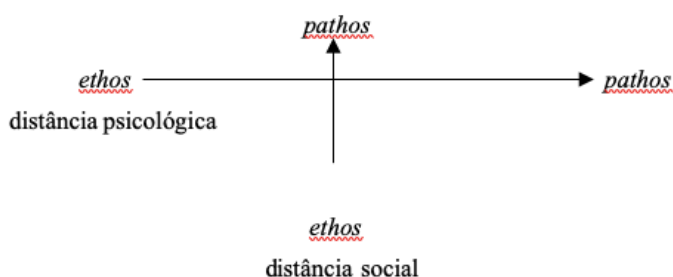 pathos
ethos pathos
distância psicológica
ethos
distância social